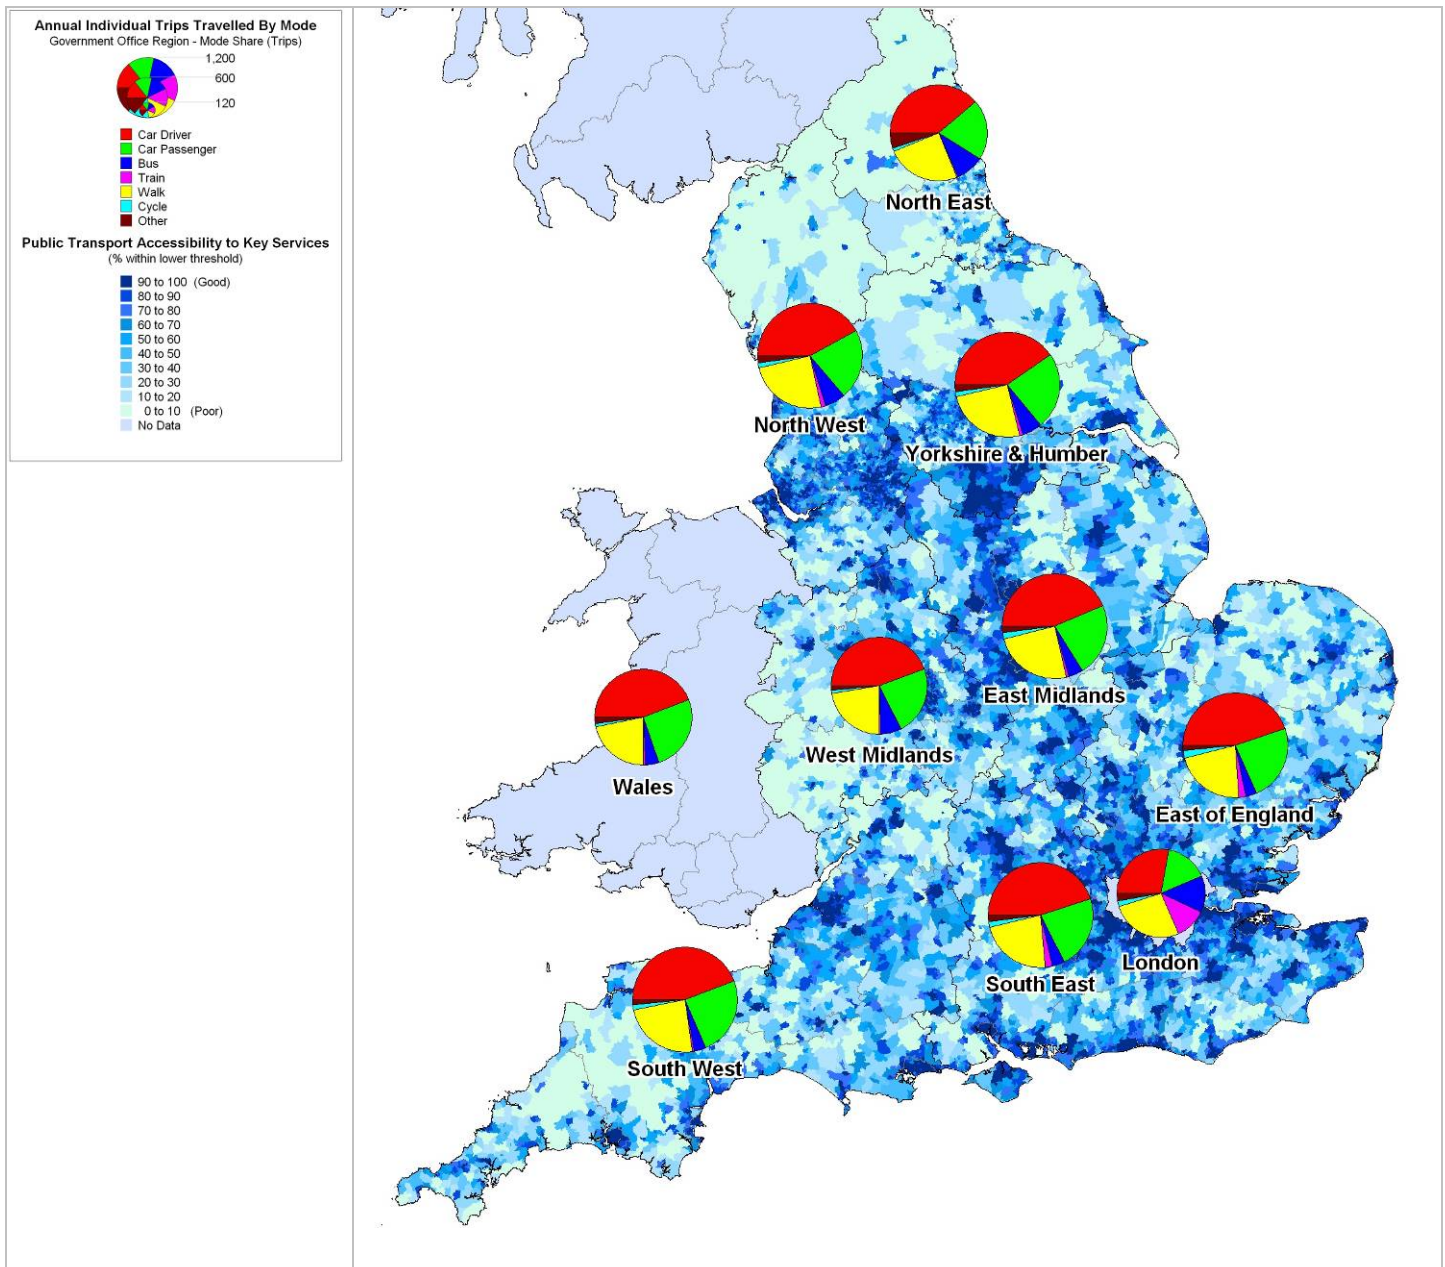 Annual Individual Trips Travelled By Mode
Government Office Region - Mode Share (Trips)
1,200
600
120
Car Driver
Car Passenger
Bus
Train
Walk
Cycle
Other
Public Transport Accessibility to Key Services
(% within lower threshold)
90 to 100 (Good)
80 to 90
70 to 80
60 to 70
50 to 60
40 to 50
30 to 40
20 to 30
10 to 20
0 to 10 (Poor)
No Data
North East
North West
Yorkshire & Humber
East Midlands
West Midlands
Wales
East of England
London
South East
South West